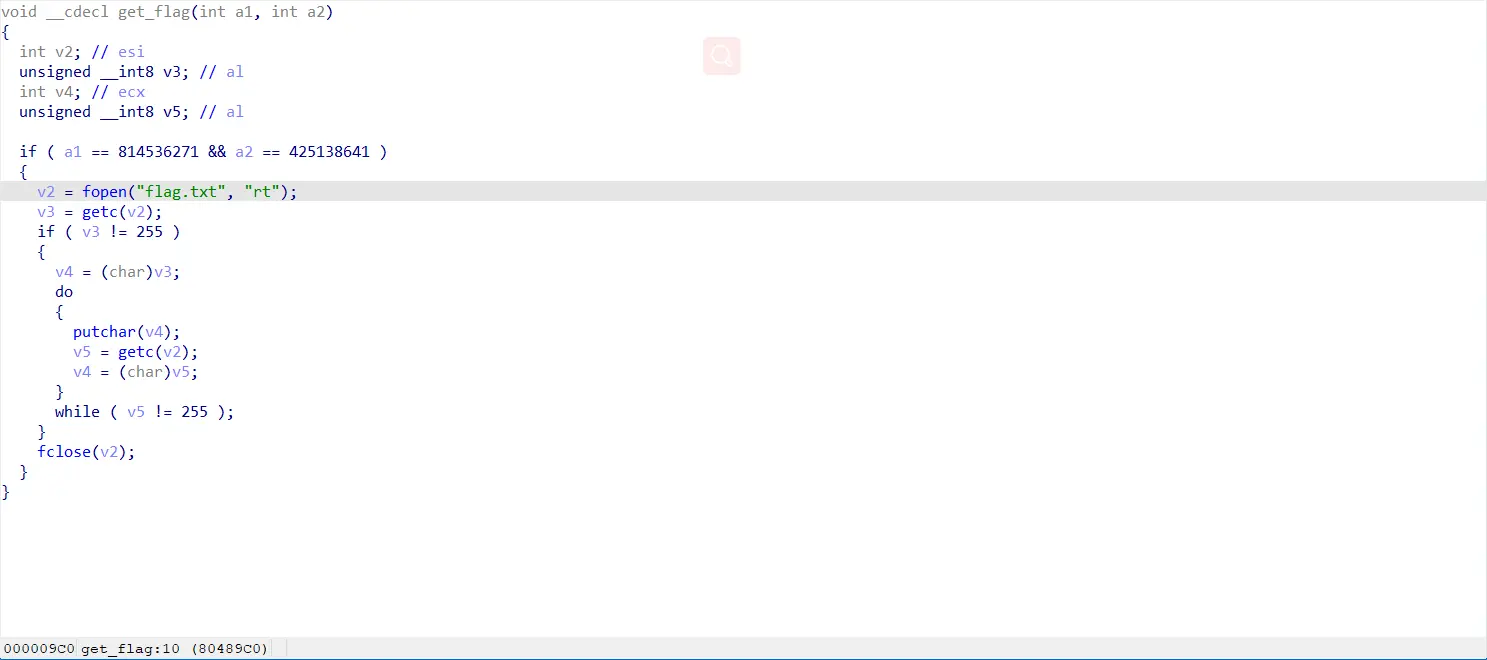 void __cdecl get_flag(int a1, int a2)
{
  int v2; // esi
  unsigned __int8 v3; // al
  int v4; // ecx
  unsigned __int8 v5; // al

  if ( a1 == 814536271 && a2 == 425138641 )
  {
    v2 = fopen("flag.txt", "rt");
    v3 = getc(v2);
    if ( v3 != 255 )
    {
      v4 = (char)v3;
      do
      {
        putchar(v4);
        v5 = getc(v2);
        v4 = (char)v5;
      }
      while ( v5 != 255 );
    }
    fclose(v2);
  }
}
000009C0 get_flag:10 (80489C0)